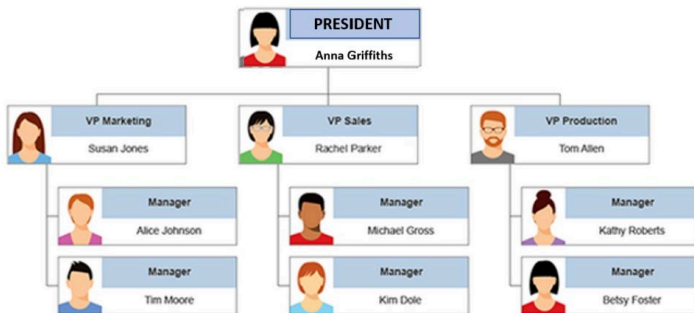 PRESIDENT
Anna Griffiths
VP Marketing
Susan Jones
VP Sales
Rachel Parker
VP Production
Tom Allen
Manager
Alice Johnson
Manager
Michael Gross
Manager
Kathy Roberts
Manager
Tim Moore
Manager
Kim Dole
Manager
Betsy Foster